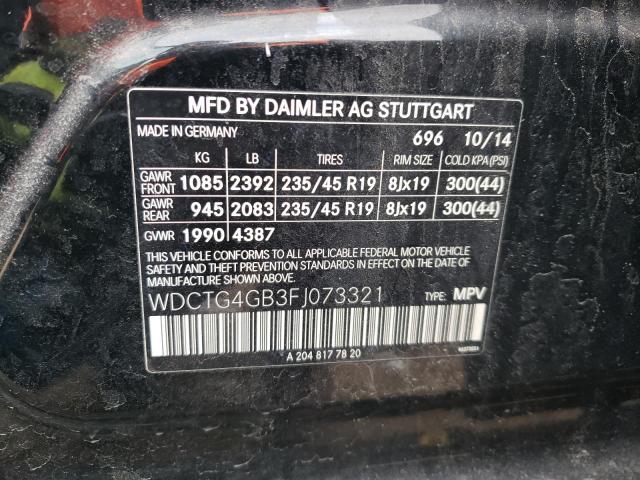 MFD BY DAIMLER AG STUTTGART
MADE IN GERMANY 696 10/14
KG LB TIRES RIM SIZE COLD KPA(PSI)
GAWR FRONT 1085 2392 235/45 R19 8Jx19 300(44)
GAWR REAR 945 2083 235/45 R19 8Jx19 300(44)
GVWR 1990 4387
THIS VEHICLE CONFORMS TO ALL APPLICABLE FEDERAL MOTOR VEHICLE
SAFETY AND THEFT PREVENTION STANDARDS IN EFFECT ON THE DATE OF
MANUFACTURE SHOWN ABOVE.
WDCTG4GB3FJ073321 TYPE: MPV
A 204 817 78 20